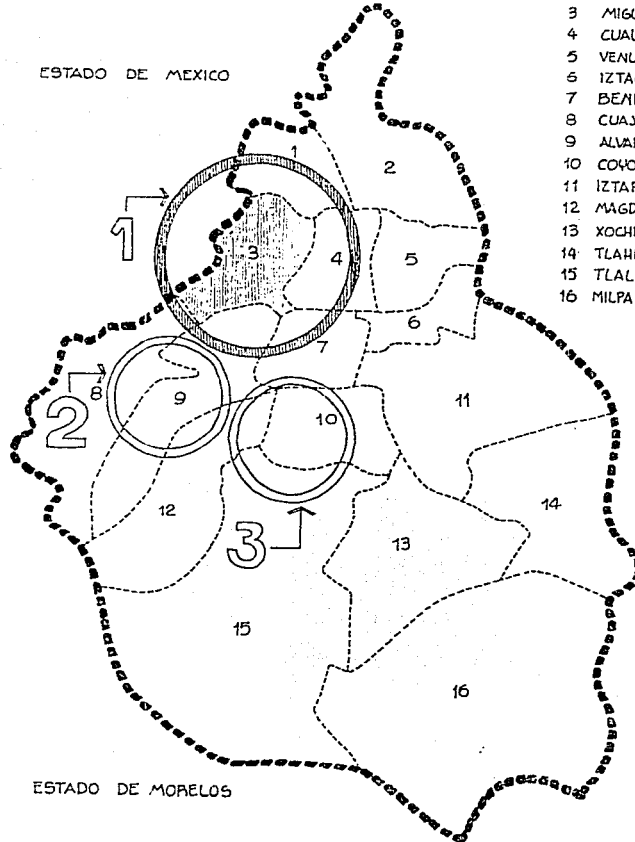 ESTADO DE MEXICO
3 MIGU
4 CUAU
5 VENU
6 IZTA
7 BENI
8 CUAJ
9 ALVA
10 COYO
11 IZTAP
12 MAGD
13 XOCHI
14 TLAH
15 TLAL
16 MILPA
1
2
1
3
4
5
6
7
2
8
9
10
11
12
3
13
14
15
16
ESTADO DE MORELOS